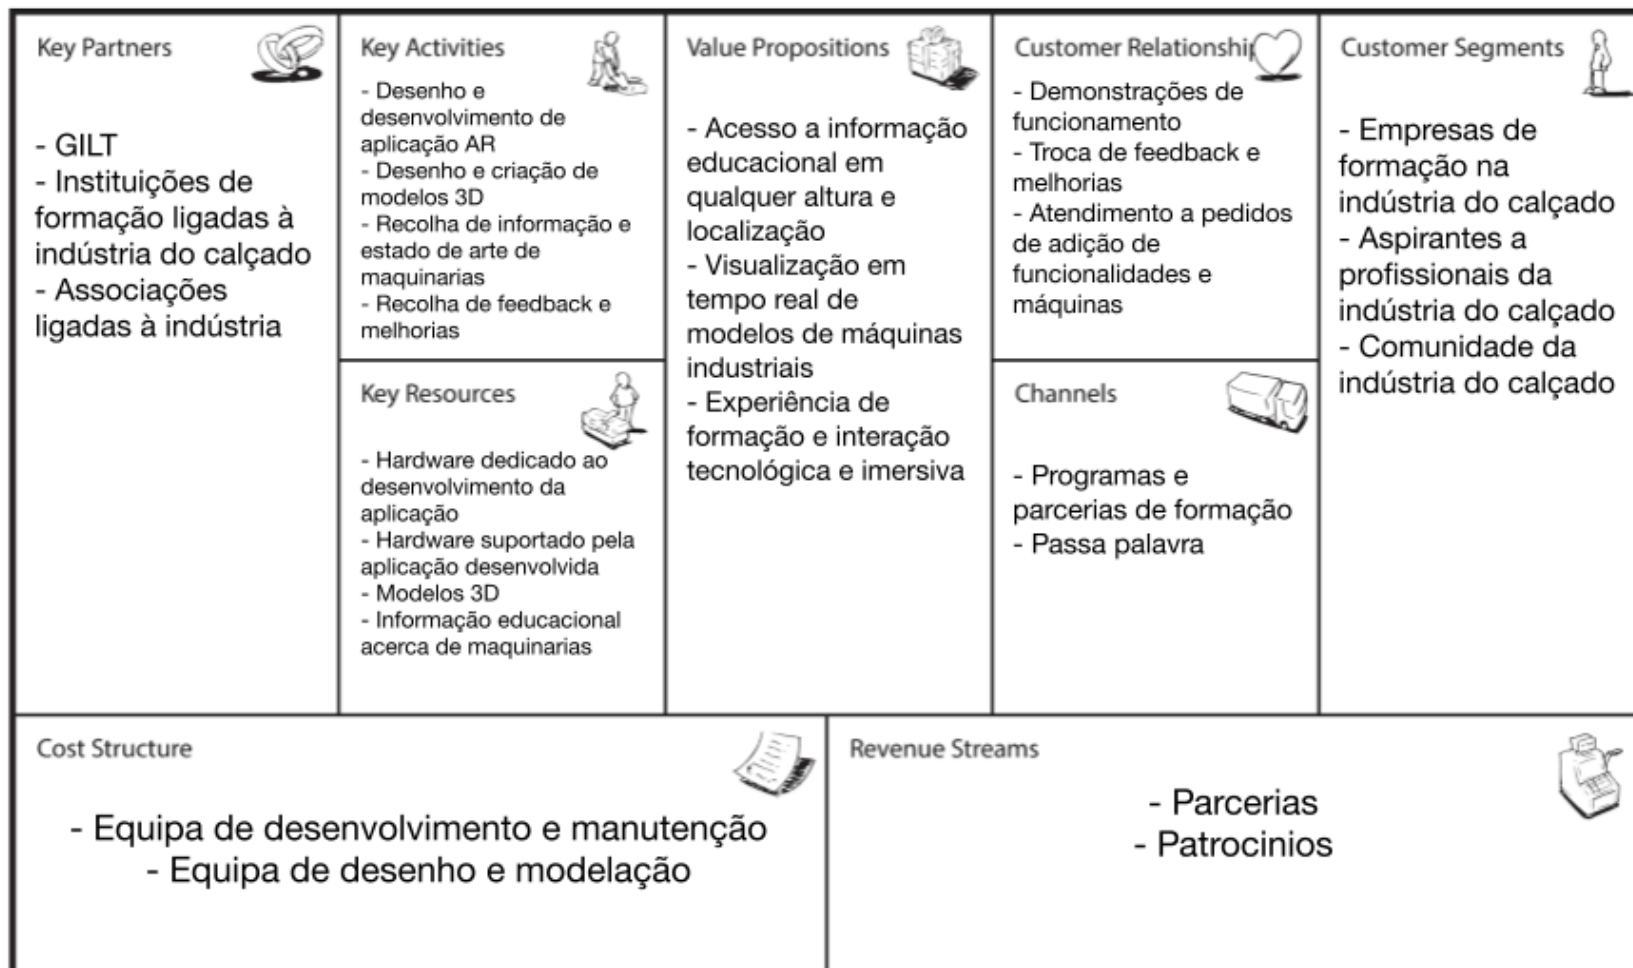 Key Partners
- GILT
- Instituições de
formação ligadas à
indústria do calçado
- Associações
ligadas à indústria
Key Activities
- Desenho e
desenvolvimento de
aplicação AR
- Desenho e criação de
modelos 3D
- Recolha de informação e
estado de arte de
maquinarias
- Recolha de feedback e
melhorias
Key Resources
- Hardware dedicado ao
desenvolvimento da
aplicação
- Hardware suportado pela
aplicação desenvolvida
- Modelos 3D
- Informação educacional
acerca de maquinarias
Value Propositions
- Acesso a informação
educacional em
qualquer altura e
localização
- Visualização em
tempo real de
modelos de máquinas
industriais
- Experiência de
formação e interação
tecnológica e imersiva
Customer Relationship
- Demonstrações de
funcionamento
- Troca de feedback e
melhorias
- Atendimento a pedidos
de adição de
funcionalidades e
máquinas
Channels
- Programas e
parcerias de formação
- Passa palavra
Customer Segments
- Empresas de
formação na
indústria do calçado
- Aspirantes a
profissionais da
indústria do calçado
- Comunidade da
indústria do calçado
Cost Structure
- Equipa de desenvolvimento e manutenção
- Equipa de desenho e modelação
Revenue Streams
- Parcerias
- Patrocinios